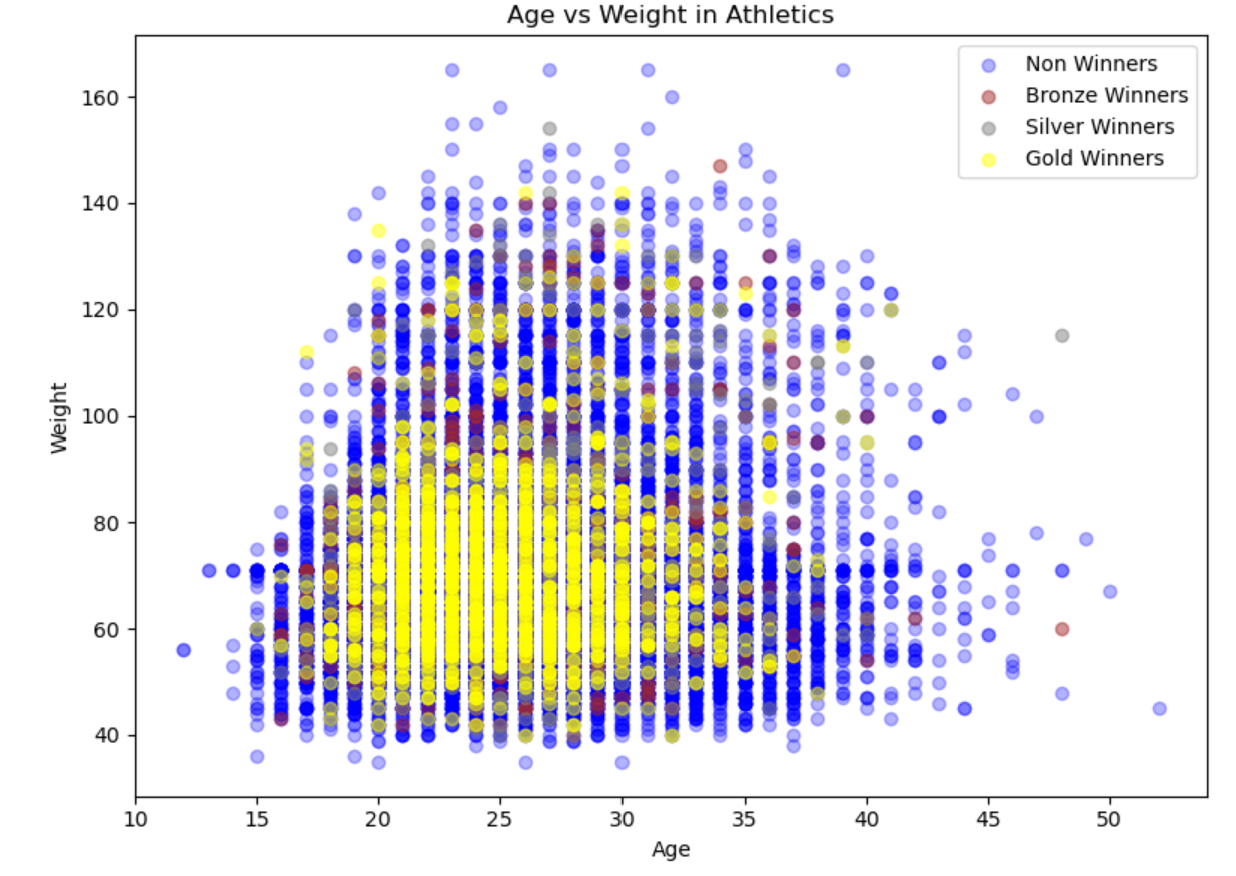 Age vs Weight in Athletics
Non Winners
Bronze Winners
Silver Winners
Gold Winners
160
140
120
100
80
60
40
Weight
10 15 20 25 30 35 40 45 50
Age